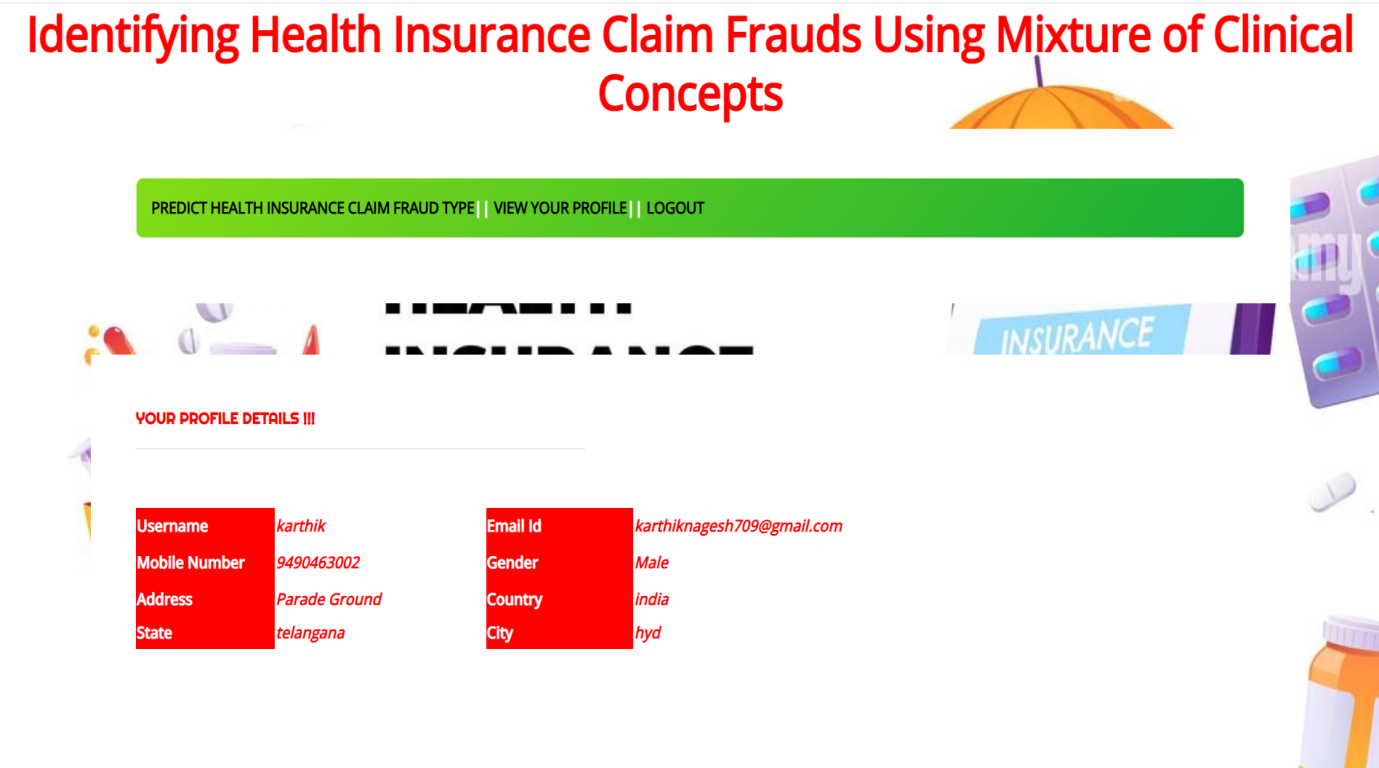 Identifying Health Insurance Claim Frauds Using Mixture of Clinical
Concepts
PREDICT HEALTH INSURANCE CLAIM FRAUD TYPE|| VIEW YOUR PROFILE|| LOGOUT
INSURANCE
YOUR PROFILE DETAILS !!!
Username karthik Email Id karthiknagesh709@gmail.com
Mobile Number 9490463002 Gender Male
Address Parade Ground Country india
State telangana City hyd